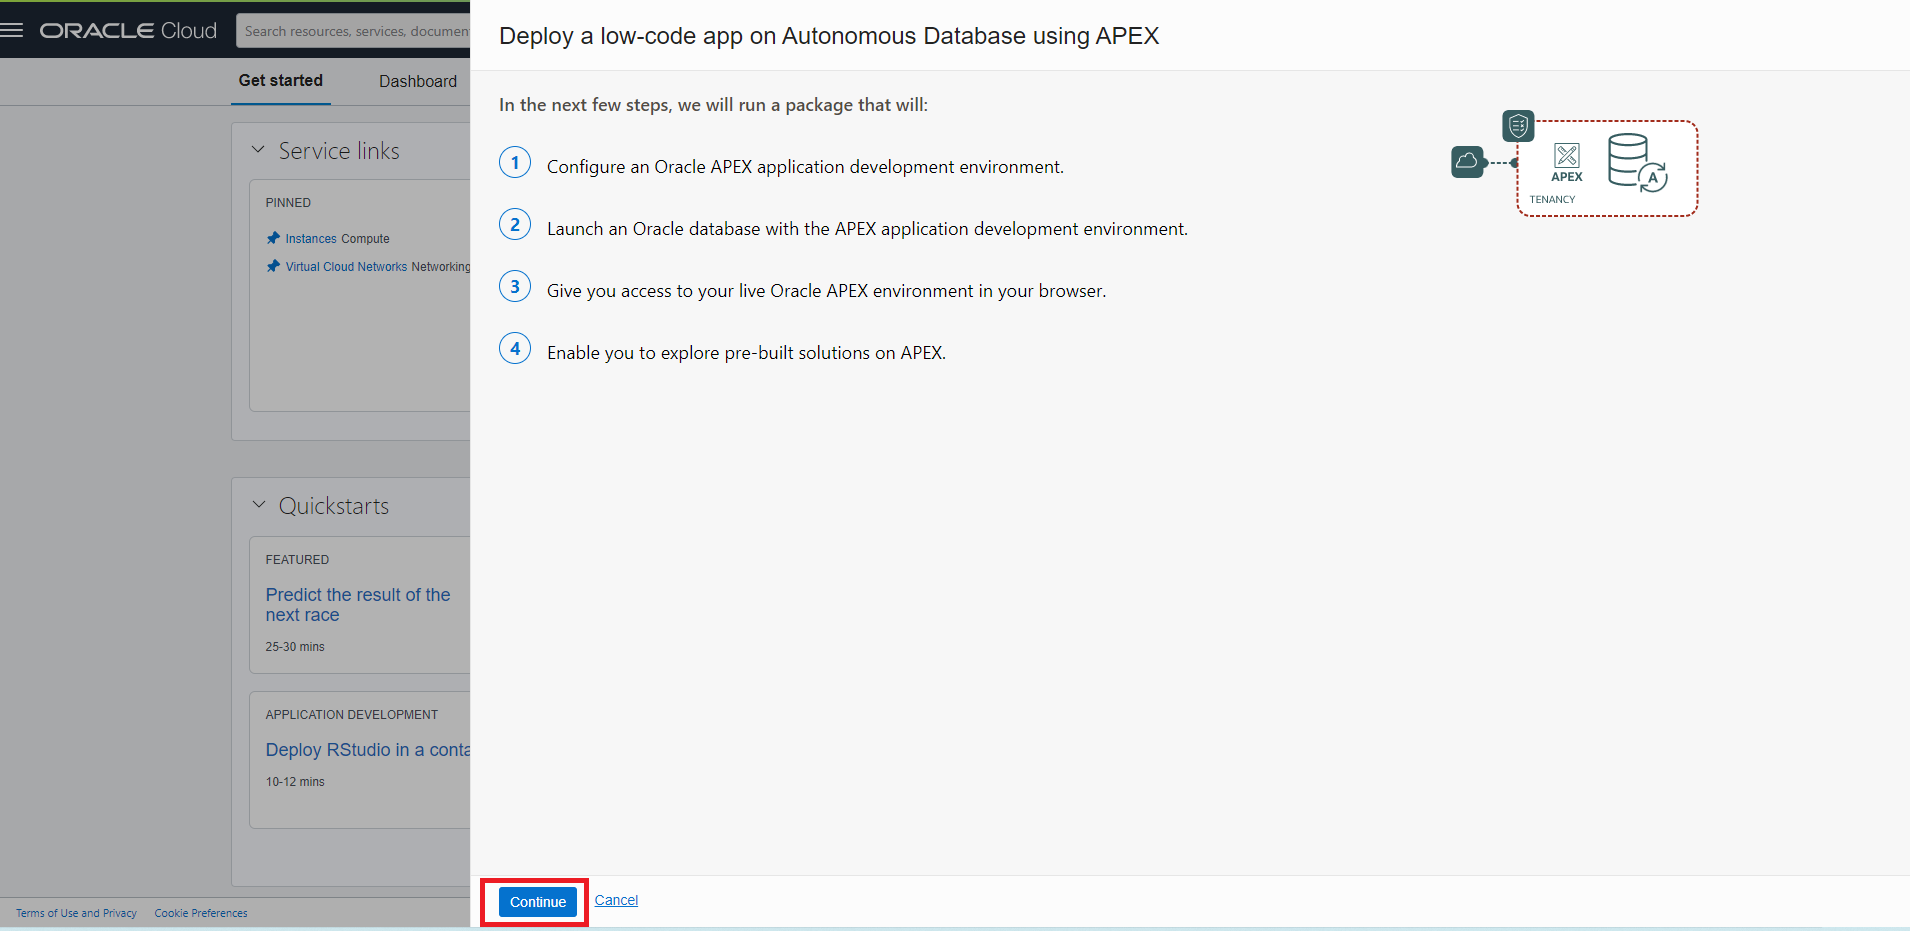 ORACLE Cloud
Search resources, services, documen
Get started
Dashboard
Service links
PINNED
Instances Compute
Virtual Cloud Networks Networking
Quickstarts
FEATURED
Predict the result of the
next race
25-30 mins
APPLICATION DEVELOPMENT
Deploy RStudio in a conta
10-12 mins
Terms of Use and Privacy
Cookie Preferences
Deploy a low-code app on Autonomous Database using APEX
In the next few steps, we will run a package that will:
1 Configure an Oracle APEX application development environment.
2 Launch an Oracle database with the APEX application development environment.
3 Give you access to your live Oracle APEX environment in your browser.
4 Enable you to explore pre-built solutions on APEX.
APEX
A
TENANCY
Continue
Cancel